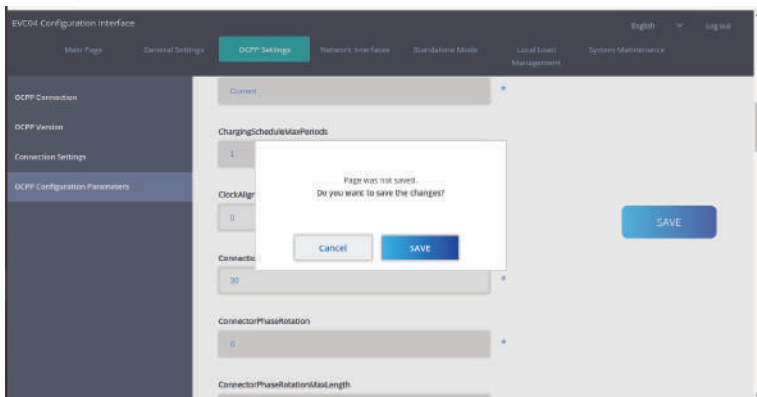 EVC04 Configuration Interface
English
Log out
Main Page
General Settings
OCPP Settings
Network Interfaces
Standalone Mode
Local Load
Management
System Maintenance
OCPP Connection
OCPP Version
Connection Settings
OCPP Configuration Parameters
Current
*
ChargingScheduleMaxPeriods
1
ClockAlign
0
Connectio
30
*
ConnectorPhaseRotation
0
*
ConnectorPhaseRotationMaxLength
Page was not saved.
Do you want to save the changes?
Cancel
SAVE
SAVE